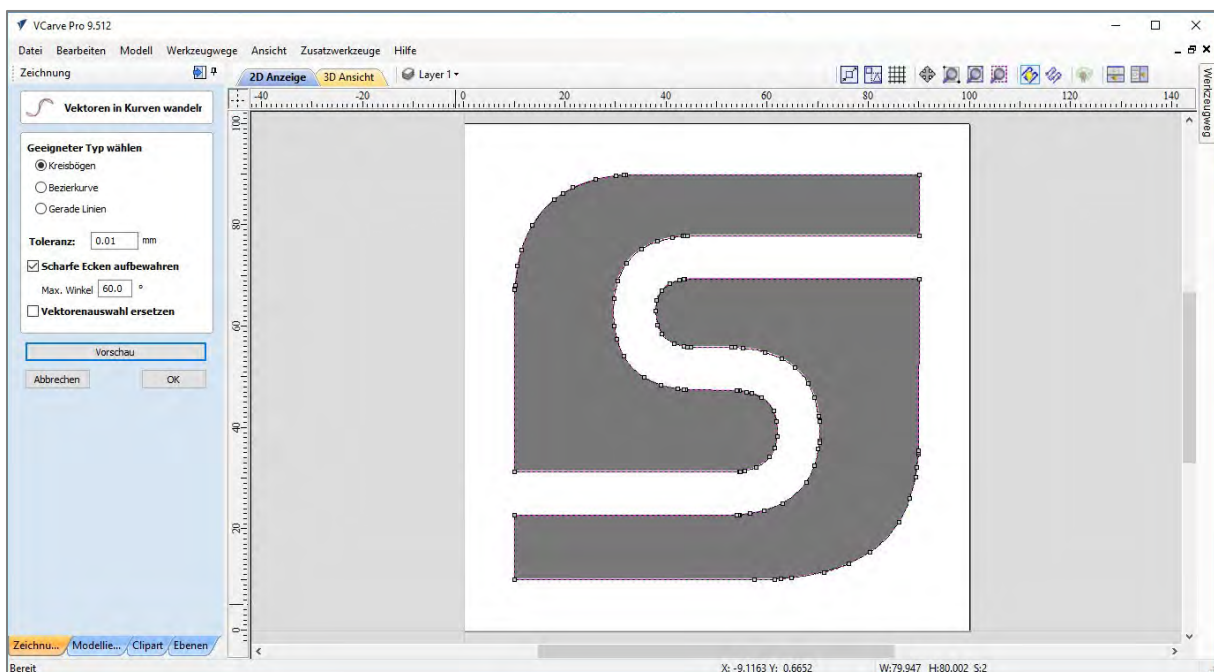 VCarve Pro 9.512
Datei Bearbeiten Modell Werkzeugwege Ansicht Zusatzwerkzeuge Hilfe
Zeichnung
2D Anzeige 3D Ansicht Layer 1
Vektoren in Kurven wandeln
-40 -20 0 20 40 60 80 100 120 140
Werkzeugweg
100
80
60
40
20
0
Geeigneter Typ wählen
Kreisbögen
Bezierkurve
Gerade Linien
Toleranz: 0.01 mm
Scharfe Ecken aufbewahren
Max. Winkel 60.0 °
Vektorenauswahl ersetzen
Vorschau
Abbrechen OK
Zeichnu... Modellie... Clipart Ebenen
Bereit
X: -9.1163 Y: 0.6652 W:79.947 H:80.002 S:2